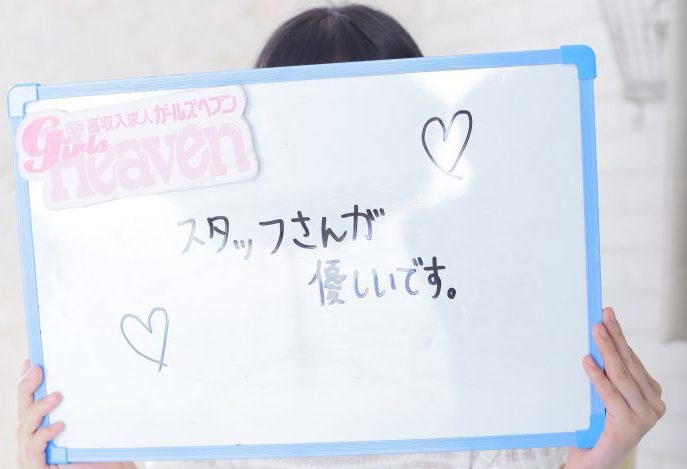 高収入求人ガールズヘブン
Girls
Heaven
スタッフさんが
優しいです。